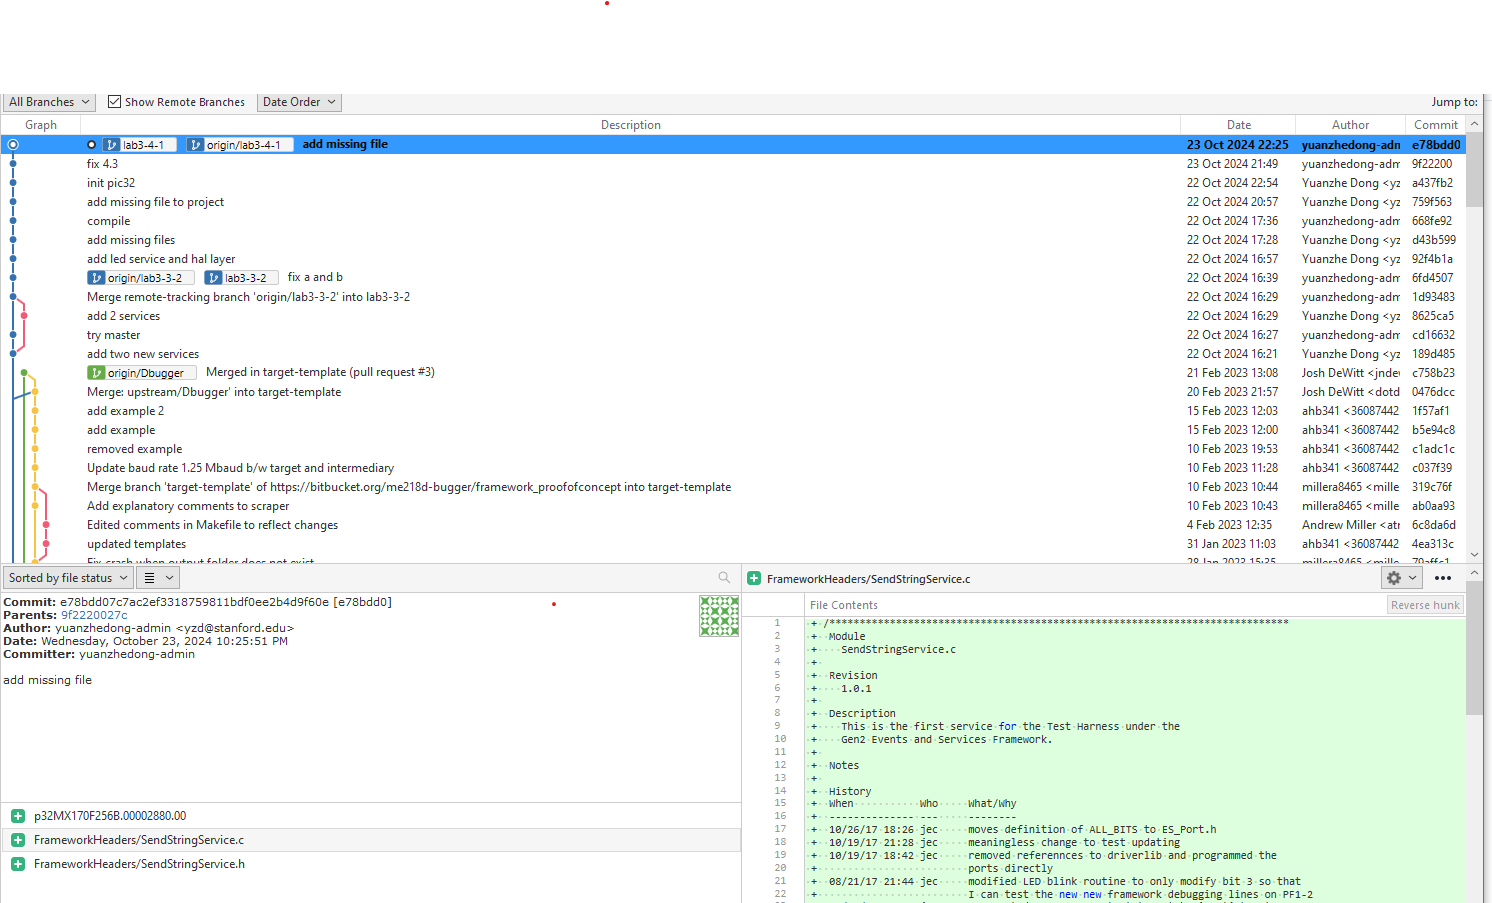 All Branches Show Remote Branches Date Order Jump to:
Graph Description Date Author Commit
lab3-4-1 origin/lab3-4-1 add missing file 23 Oct 2024 22:25 yuanzhedong-adn e78bdd0
fix 4.3 23 Oct 2024 21:49 yuanzhedong-adm 9f22200
init pic32 22 Oct 2024 22:54 Yuanzhe Dong <yz a437fb2
add missing file to project 22 Oct 2024 20:57 Yuanzhe Dong <yz 759f563
compile 22 Oct 2024 17:36 yuanzhedong-adm 668fe92
add missing files 22 Oct 2024 17:28 Yuanzhe Dong <yz d43b599
add led service and hal layer 22 Oct 2024 16:57 Yuanzhe Dong <yz 92f4b1a
origin/lab3-3-2 lab3-3-2 fix a and b 22 Oct 2024 16:39 yuanzhedong-adm 6fd4507
Merge remote-tracking branch 'origin/lab3-3-2' into lab3-3-2 22 Oct 2024 16:29 yuanzhedong-adm 1d93483
add 2 services 22 Oct 2024 16:29 Yuanzhe Dong <yz 8625ca5
try master 22 Oct 2024 16:27 yuanzhedong-adm cd16632
add two new services 22 Oct 2024 16:21 Yuanzhe Dong <yz 189d485
origin/Dbugger Merged in target-template (pull request #3) 21 Feb 2023 13:08 Josh DeWitt <jndev c758b23
Merge: upstream/Dbugger' into target-template 20 Feb 2023 21:57 Josh DeWitt <dotd 0476dcc
add example 2 15 Feb 2023 12:03 ahb341 <36087442 1f57af1
add example 15 Feb 2023 12:00 ahb341 <36087442 b5e94c8
removed example 10 Feb 2023 19:53 ahb341 <36087442 c1adc1c
Update baud rate 1.25 Mbaud b/w target and intermediary 10 Feb 2023 11:28 ahb341 <36087442 c037f39
Merge branch 'target-template' of https://bitbucket.org/me218d-bugger/framework_proofofconcept into target-template 10 Feb 2023 10:44 millera8465 <mille 319c76f
Add explanatory comments to scraper 10 Feb 2023 10:43 millera8465 <mille ab0aa93
Edited comments in Makefile to reflect changes 4 Feb 2023 12:35 Andrew Miller <atr 6c8da6d
updated templates 31 Jan 2023 11:03 ahb341 <36087442 4ea313c
Fix crash when output folder does not exist 28 Jan 2023 15:35 millera8465 <mille 79affc1
Sorted by file status
Commit: e78bdd07c7ac2ef3318759811bdf0ee2b4d9f60e [e78bdd0]
Parents: 9f2220027c
Author: yuanzhedong-admin <yzd@stanford.edu>
Date: Wednesday, October 23, 2024 10:25:51 PM
Committer: yuanzhedong-admin
add missing file
p32MX170F256B.00002880.00
FrameworkHeaders/SendStringService.c
FrameworkHeaders/SendStringService.h
FrameworkHeaders/SendStringService.c
File Contents Reverse hunk
1 + /****************************************************************************
2 + Module
3 + SendStringService.c
4 +
5 + Revision
6 + 1.0.1
7 +
8 + Description
9 + This is the first service for the Test Harness under the
10 + Gen2 Events and Services Framework.
11 +
12 + Notes
13 +
14 + History
15 + When Who What/Why
16 + -------------- --- --------
17 + 10/26/17 18:26 jec moves definition of ALL_BITS to ES_Port.h
18 + 10/19/17 21:28 jec meaningless change to test updating
19 + 10/19/17 18:42 jec removed referennces to driverlib and programmed the
20 + ports directly
21 + 08/21/17 21:44 jec modified LED blink routine to only modify bit 3 so that
22 + I can test the new new framework debugging lines on PF1-2